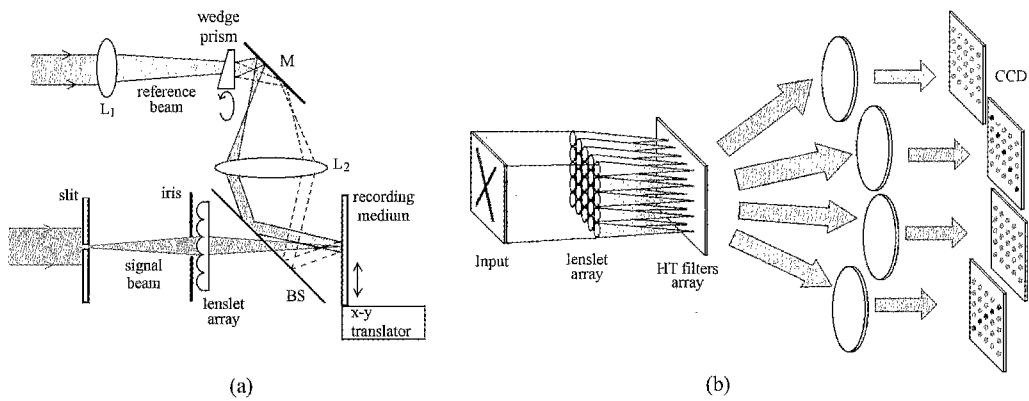 wedge
prism
M
L1
reference
beam
L2
slit
iris
recording
medium
signal
beam
lenslet
array
BS
x-y
translator
(a)
CCD
Input
lenslet
array
HT filters
array
(b)